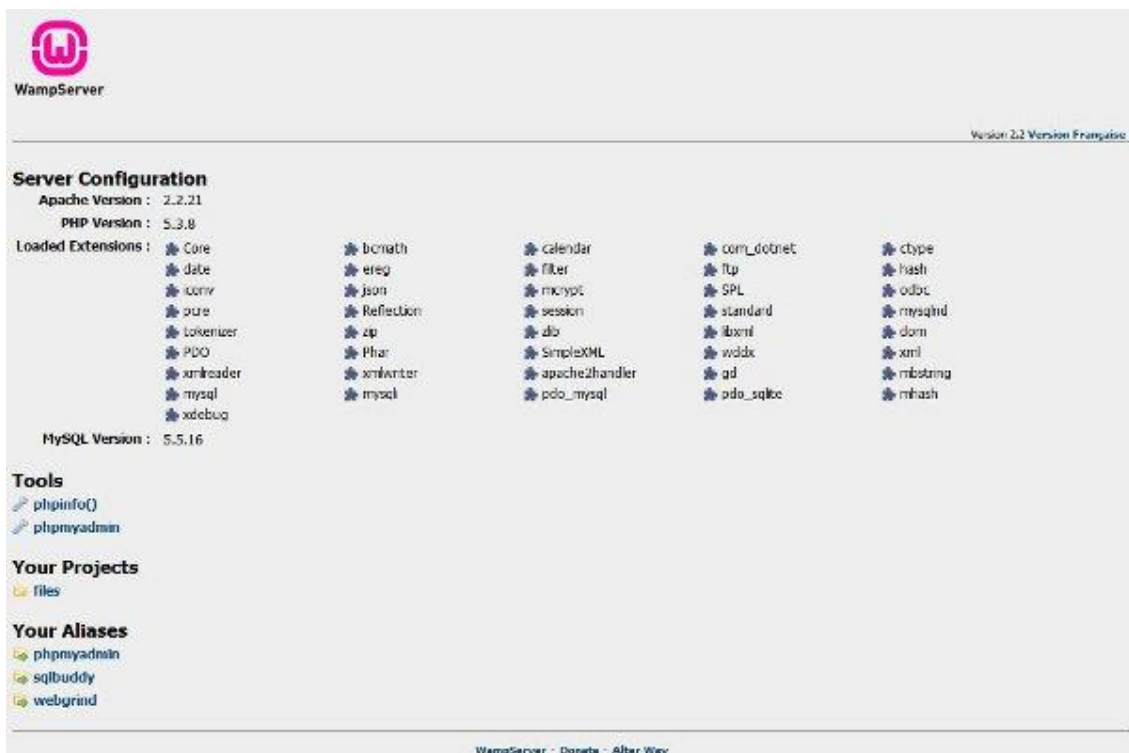 WampServer
Version 2.2 Version Française
Server Configuration
Apache Version : 2.2.21
PHP Version : 5.3.8
Loaded Extensions : Core bcmath calendar com_dotnet ctype
date ereg filter ftp hash
iconv json mcrypt SPL odbc
pcre Reflection session standard mysqlnd
tokenizer zip zlib libxml dom
PDO Phar SimpleXML wddx xml
xmlreader xmlwriter apache2handler gd mbstring
mysql mysqli pdo_mysql pdo_sqlite mhash
xdebug
MySQL Version : 5.5.16
Tools
phpinfo()
phpmyadmin
Your Projects
files
Your Aliases
phpmyadmin
sqlbuddy
webgrind
WampServer - Donate - Alter Way